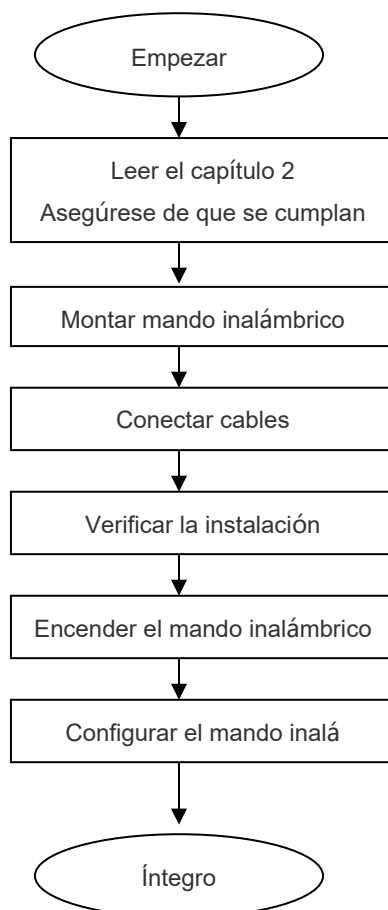 Empezar
Leer el capítulo 2
Asegúrese de que se cumplan
Montar mando inalámbrico
Conectar cables
Verificar la instalación
Encender el mando inalámbrico
Configurar el mando inalá
Íntegro